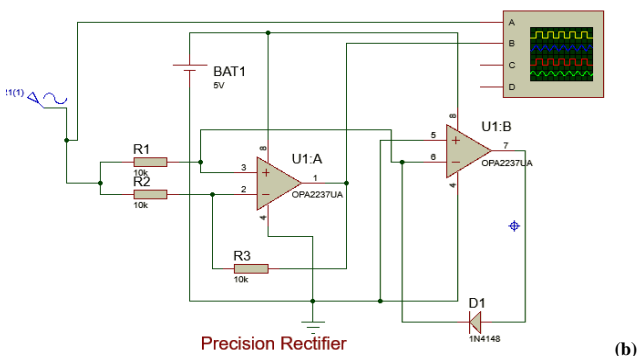 A
B
C
D
BAT1
5V
R1(1)
8
U1:B
R1
10k
R2
10k
8
U1:A
3
2
1
OPA2237UA
4
5
6
7
OPA2237UA
4
R3
10k
D1
1N4148
Precision Rectifier
(b)